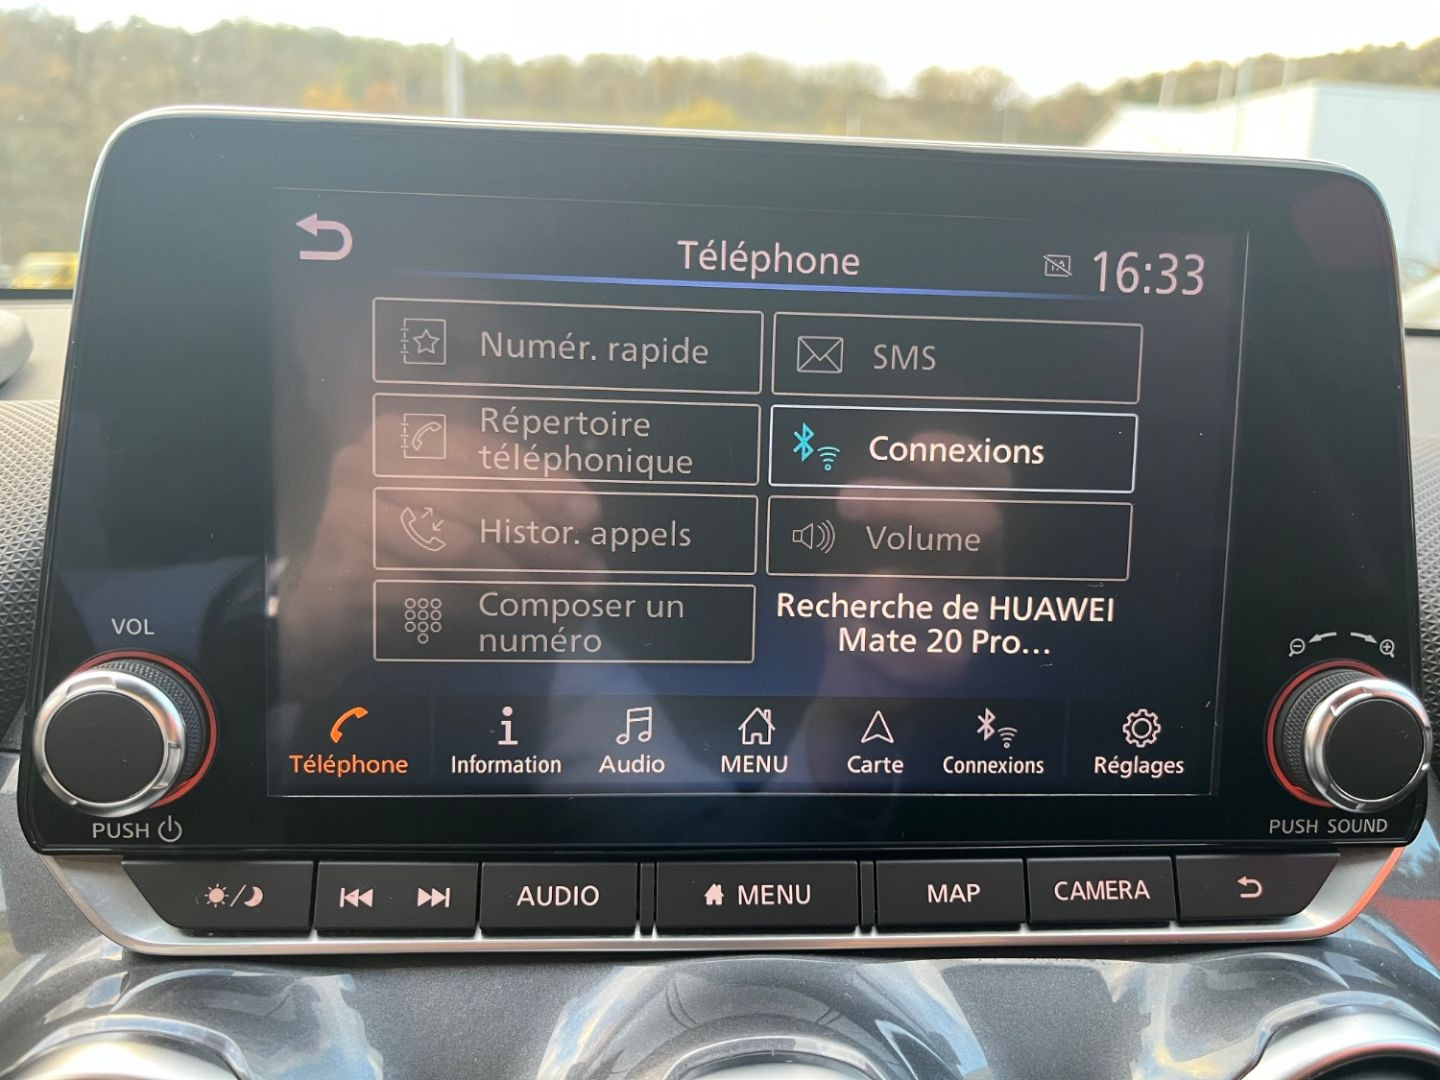 Téléphone
16:33
Numér. rapide
SMS
Répertoire
téléphonique
Connexions
Histor. appels
Volume
Composer un
numéro
Recherche de HUAWEI
Mate 20 Pro...
Téléphone
Information
Audio
MENU
Carte
Connexions
Réglages
VOL
PUSH
PUSH SOUND
AUDIO
MENU
MAP
CAMERA